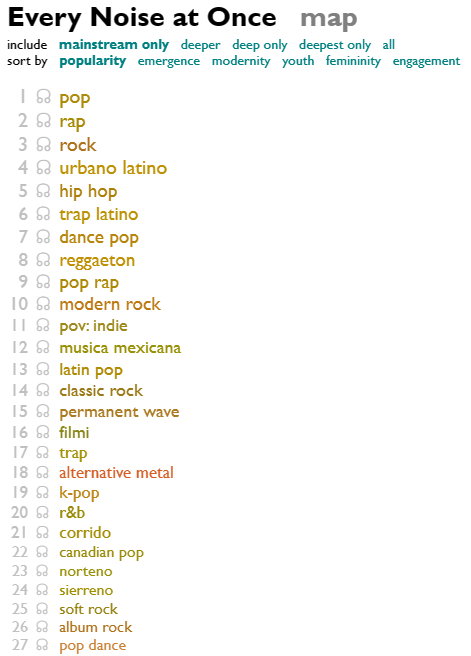 Every Noise at Once map
include mainstream only deeper deep only deepest only all
sort by popularity emergence modernity youth femininity engagement
1 pop
2 rap
3 rock
4 urbano latino
5 hip hop
6 trap latino
7 dance pop
8 reggaeton
9 pop rap
10 modern rock
11 pov: indie
12 musica mexicana
13 latin pop
14 classic rock
15 permanent wave
16 filmi
17 trap
18 alternative metal
19 k-pop
20 r&b
21 corrido
22 canadian pop
23 norteno
24 sierreno
25 soft rock
26 album rock
27 pop dance